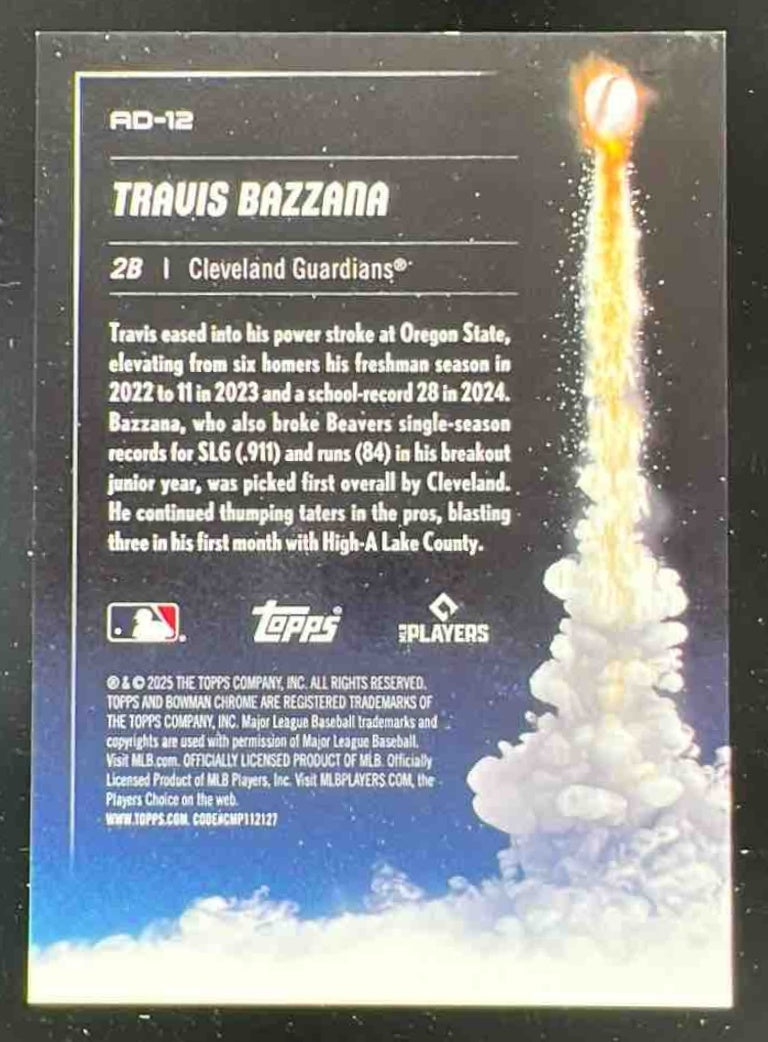 AD-12
TRAVIS BAZZANA
2B | Cleveland Guardians®
Travis eased into his power stroke at Oregon State,
elevating from six homers his freshman season in
2022 to 11 in 2023 and a school-record 28 in 2024.
Bazzana, who also broke Beavers single-season
records for SLG (.911) and runs (84) in his breakout
junior year, was picked first overall by Cleveland.
He continued thumping taters in the pros, blasting
three in his first month with High-A Lake County.
Topps®
MLB PLAYERS
® & © 2025 THE TOPPS COMPANY, INC. ALL RIGHTS RESERVED.
TOPPS AND BOWMAN CHROME ARE REGISTERED TRADEMARKS OF
THE TOPPS COMPANY, INC. Major League Baseball trademarks and
copyrights are used with permission of Major League Baseball.
Visit MLB.com. OFFICIALLY LICENSED PRODUCT OF MLB. Officially
Licensed Product of MLB Players, Inc. Visit MLBPLAYERS.COM, the
Players Choice on the web.
WWW.TOPPS.COM. CODE#CMP112127